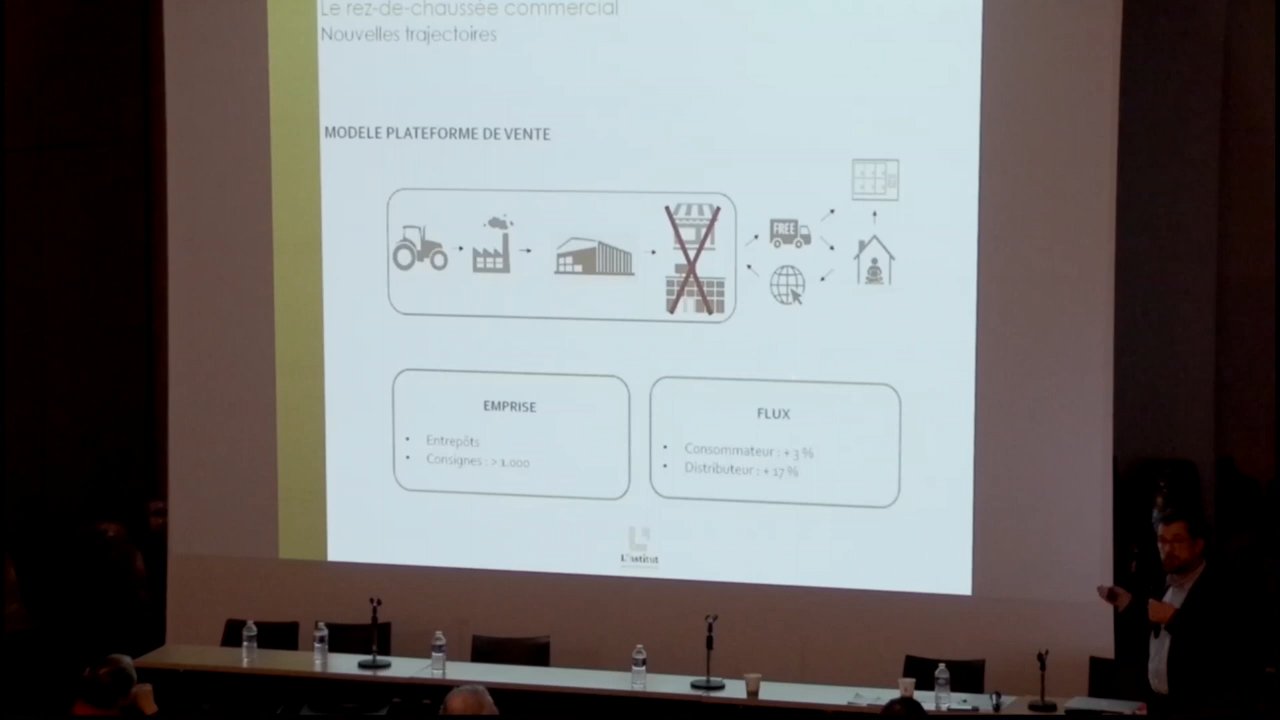 Le rez-de-chaussée commercial
Nouvelles trajectoires
MODELE PLATEFORME DE VENTE
FREE
EMPRISE
• Entrepôts
• Consignes : > 1.000
FLUX
• Consommateur : + 3 %
• Distributeur : + 17 %
L'institut